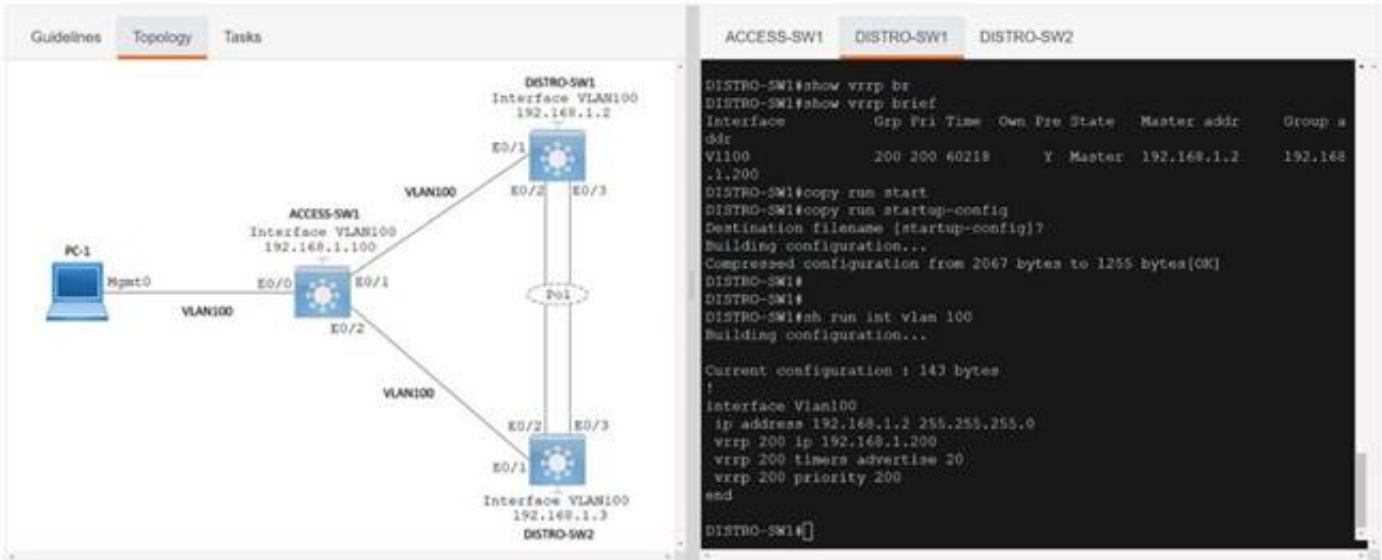 Guidelines Topology Tasks
DISTRO-SW1
Interface VLAN100
192.168.1.2
E0/1
E0/2 E0/3
VLAN100
ACCESS-SW1
Interface VLAN100
192.168.1.100
PC-1
Mgmt0
E0/0 E0/1
VLAN100
E0/2
Po1
VLAN100
E0/2 E0/3
E0/1
Interface VLAN100
192.168.1.3
DISTRO-SW2
ACCESS-SW1 DISTRO-SW1 DISTRO-SW2
DISTRO-SW1#show vrrp br
DISTRO-SW1#show vrrp brief
Interface Grp Pri Time Own Pre State Master addr Group a
ddr
Vl100 200 200 60218 Y Master 192.168.1.2 192.168
.1.200
DISTRO-SW1#copy run start
DISTRO-SW1#copy run startup-config
Destination filename [startup-config]?
Building configuration...
Compressed configuration from 2067 bytes to 1255 bytes[OK]
DISTRO-SW1#
DISTRO-SW1#
DISTRO-SW1#sh run int vlan 100
Building configuration...
Current configuration : 143 bytes
!
interface Vlan100
ip address 192.168.1.2 255.255.255.0
vrrp 200 ip 192.168.1.200
vrrp 200 timers advertise 20
vrrp 200 priority 200
end
DISTRO-SW1#